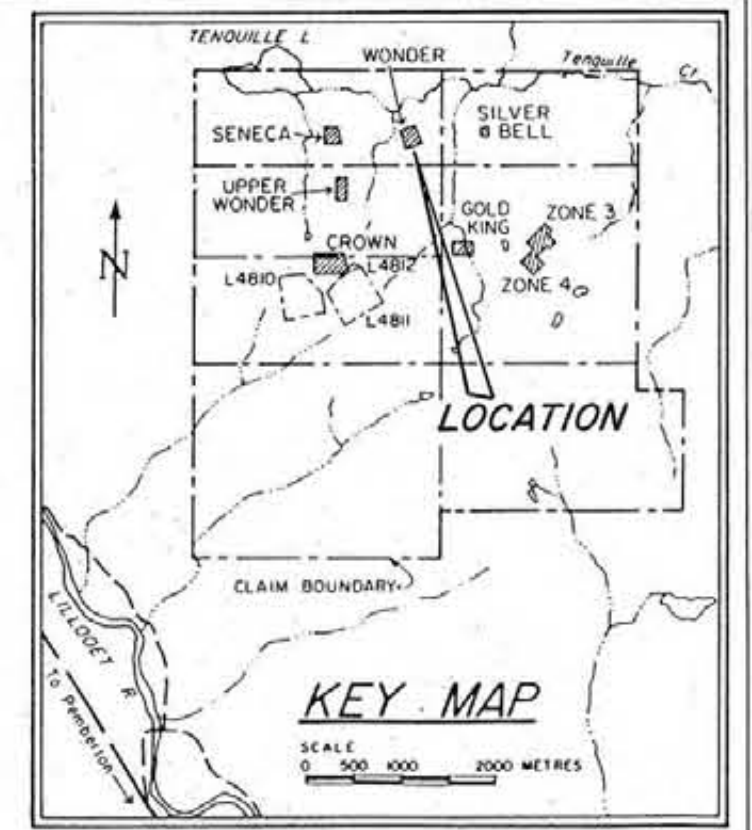 TENQUILLE L
WONDER
Tenquille Cr
SENECA
SILVER BELL
UPPER WONDER
GOLD KING
ZONE 3
CROWN
L4812
L4810
ZONE 4
L4811
N
LOCATION
CLAIM BOUNDARY
LILLOOET R.
To Pemberton
KEY MAP
SCALE
0 500 1000 2000 METRES